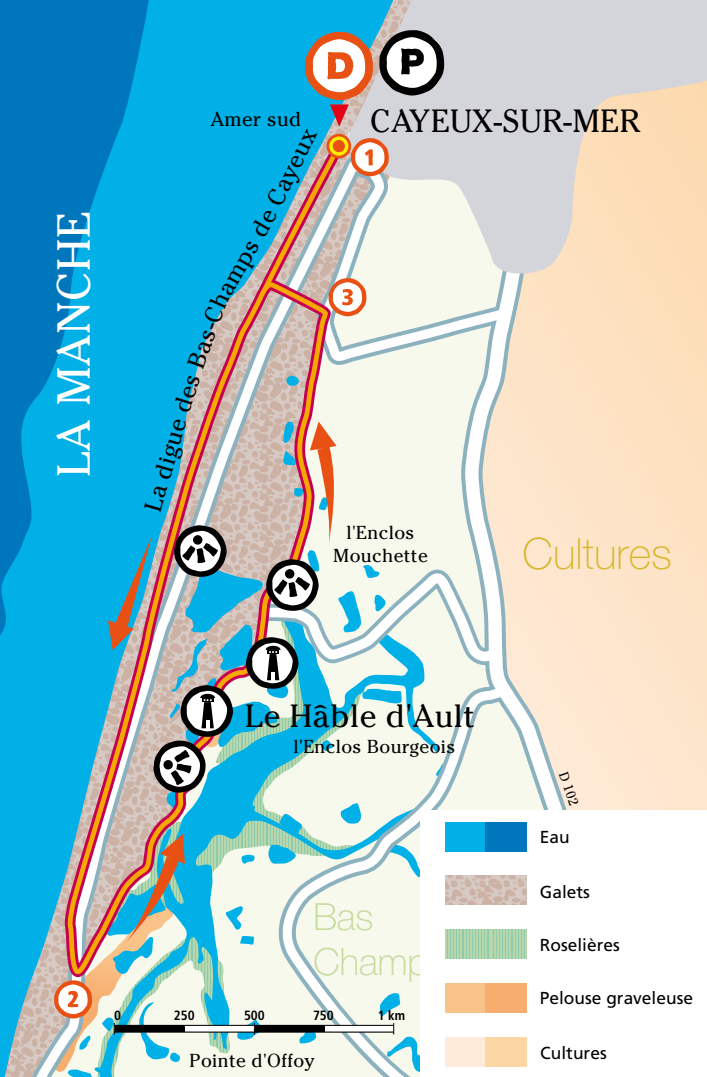 D
P
Amer sud
CAYEUX-SUR-MER
1
La digue des Bas-Champs de Cayeux
LA MANCHE
3
l'Enclos
Mouchette
Cultures
Le Hâble d'Ault
l'Enclos Bourgeois
D 102
Bas
Champ
2
0 250 500 750 1 km
Pointe d'Offoy
Eau
Galets
Roselières
Pelouse graveleuse
Cultures